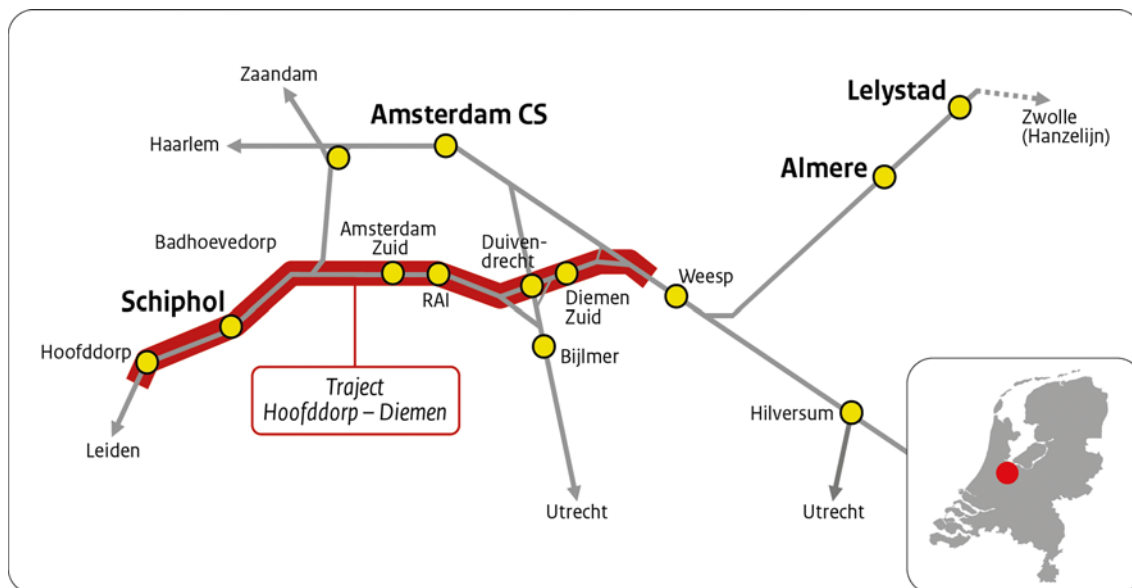 Zaandam
Haarlem
Amsterdam CS
Lelystad
Zwolle
(Hanzelijn)
Almere
Badhoevedorp
Amsterdam
Zuid
Duiven-
drecht
Schiphol
RAI
Diemen
Zuid
Weesp
Hoofddorp
Bijlmer
Traject
Hoofddorp – Diemen
Leiden
Hilversum
Utrecht
Utrecht